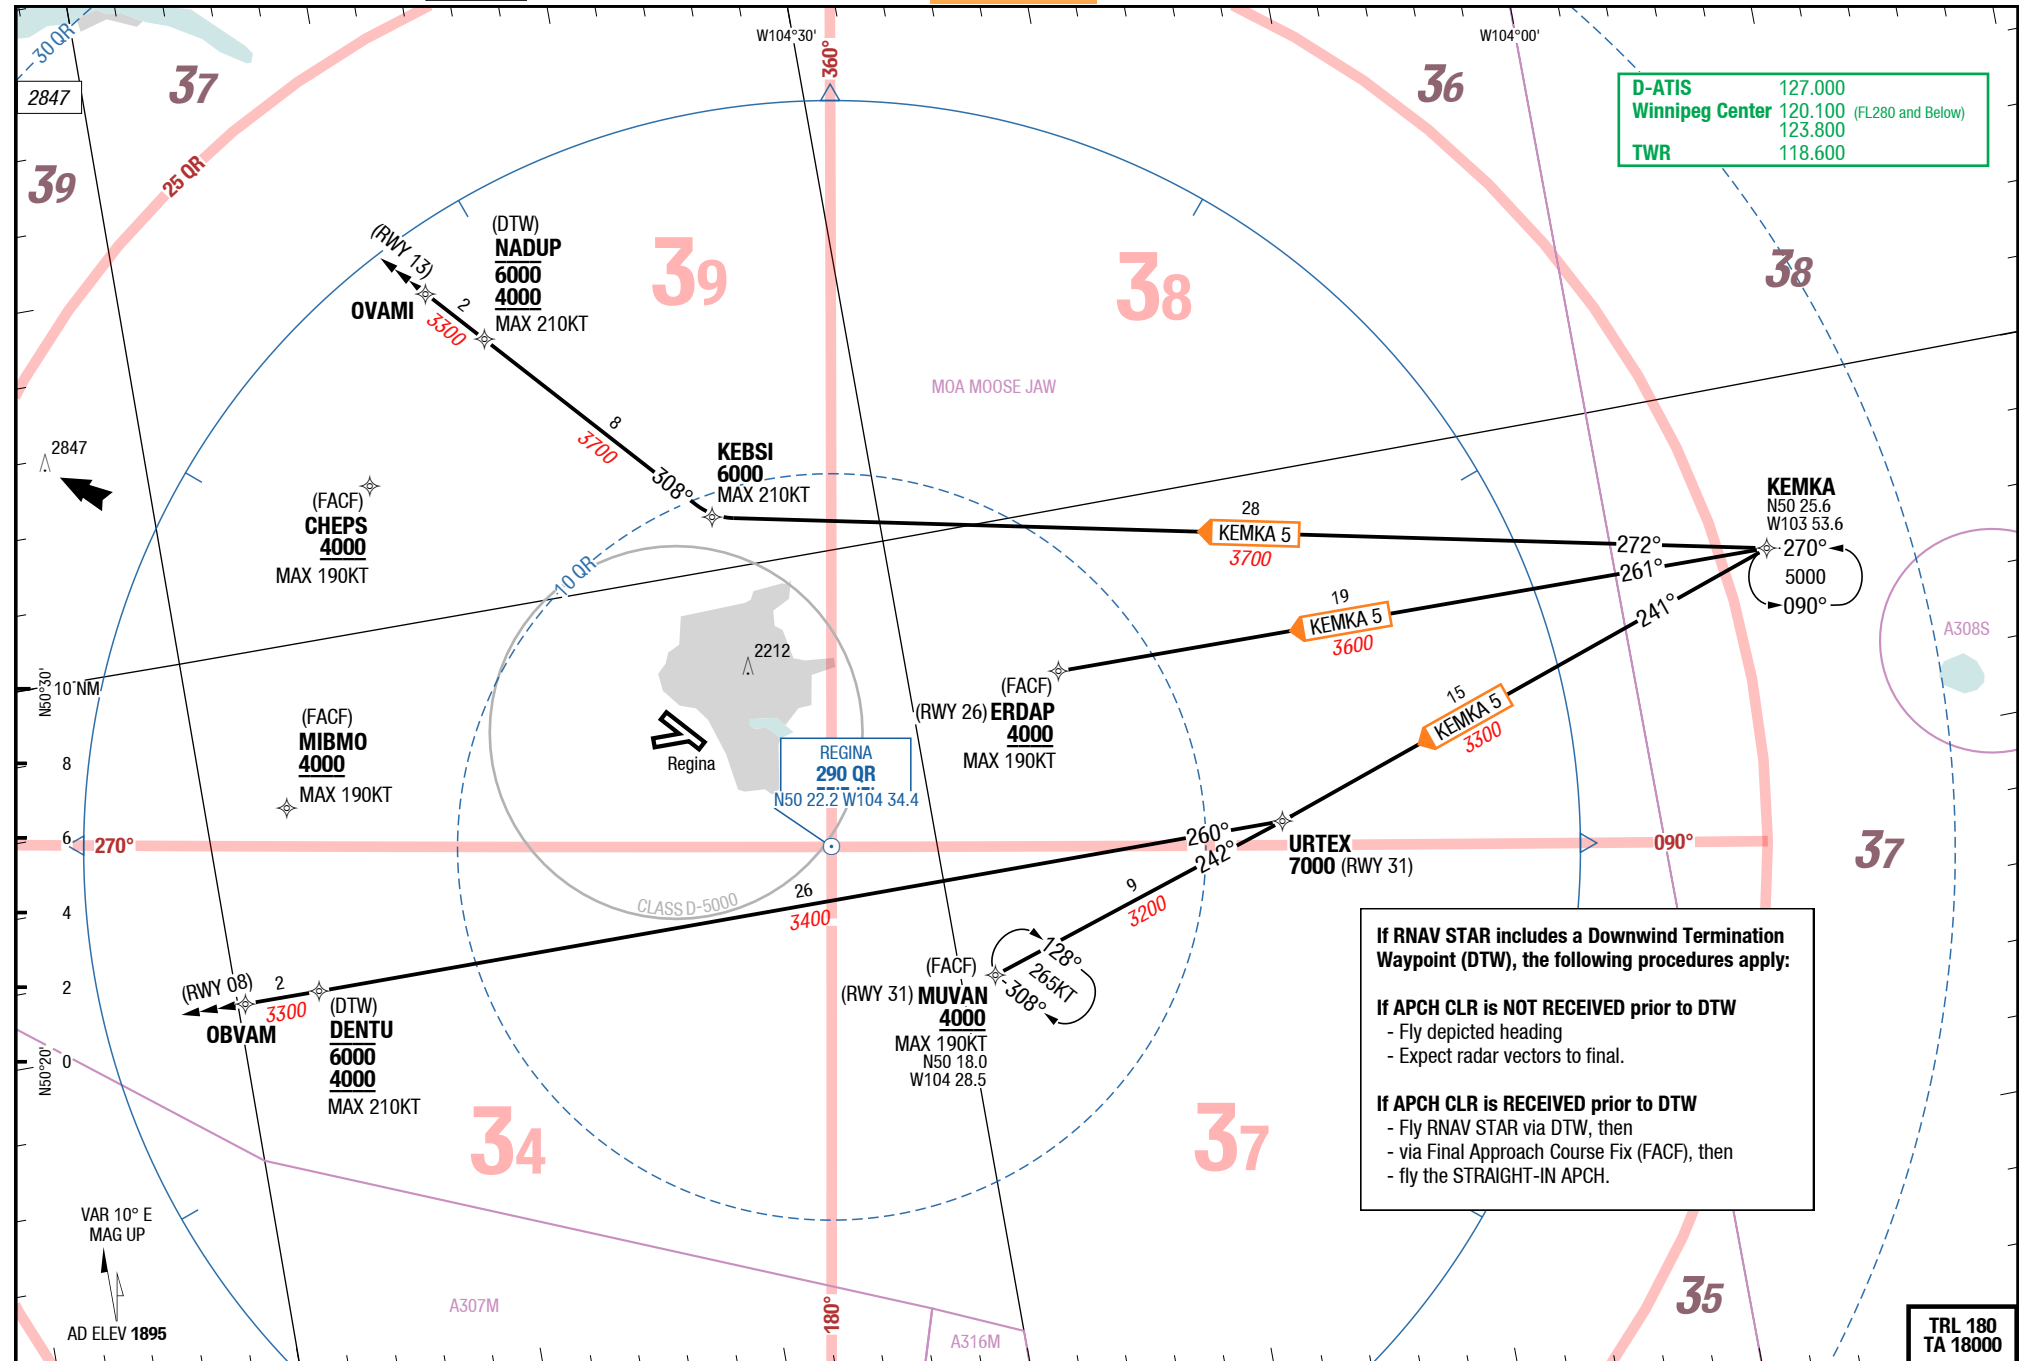 W104°30'
W104°00'
30 QR
37
360°
36
2847
D-ATIS 127.000
Winnipeg Center 120.100 (FL280 and Below)
123.800
TWR 118.600
39
25 QR
(DTW)
NADUP
6000
4000
MAX 210KT
(RWY 13)
OVAMI
2
3300
39
38
38
MOA MOOSE JAW
8
3700
308°
KEBSI
6000
MAX 210KT
2847
(FACF)
CHEPS
4000
MAX 190KT
28
KEMKA 5
3700
272°
261°
241°
KEMKA
N50 25.6
W103 53.6
270°
5000
090°
10 QR
19
KEMKA 5
3600
A308S
2212
N50°30'
10 NM
8
6
4
2
0
N50°20'
(FACF)
MIBMO
4000
MAX 190KT
Regina
REGINA
290 QR
N50 22.2 W104 34.4
(FACF)
(RWY 26) ERDAP
4000
MAX 190KT
15
KEMKA 5
3300
270°
090°
37
260°
242°
URTEX
7000 (RWY 31)
CLASS D-5000
26
3400
9
3200
(RWY 08)
2
3300
OBVAM
(DTW)
DENTU
6000
4000
MAX 210KT
128°
265KT
308°
(FACF)
(RWY 31) MUVAN
4000
MAX 190KT
N50 18.0
W104 28.5
If RNAV STAR includes a Downwind Termination
Waypoint (DTW), the following procedures apply:
If APCH CLR is NOT RECEIVED prior to DTW
- Fly depicted heading
- Expect radar vectors to final.
If APCH CLR is RECEIVED prior to DTW
- Fly RNAV STAR via DTW, then
- via Final Approach Course Fix (FACF), then
- fly the STRAIGHT-IN APCH.
34
37
VAR 10° E
MAG UP
AD ELEV 1895
A307M
180°
A316M
35
TRL 180
TA 18000